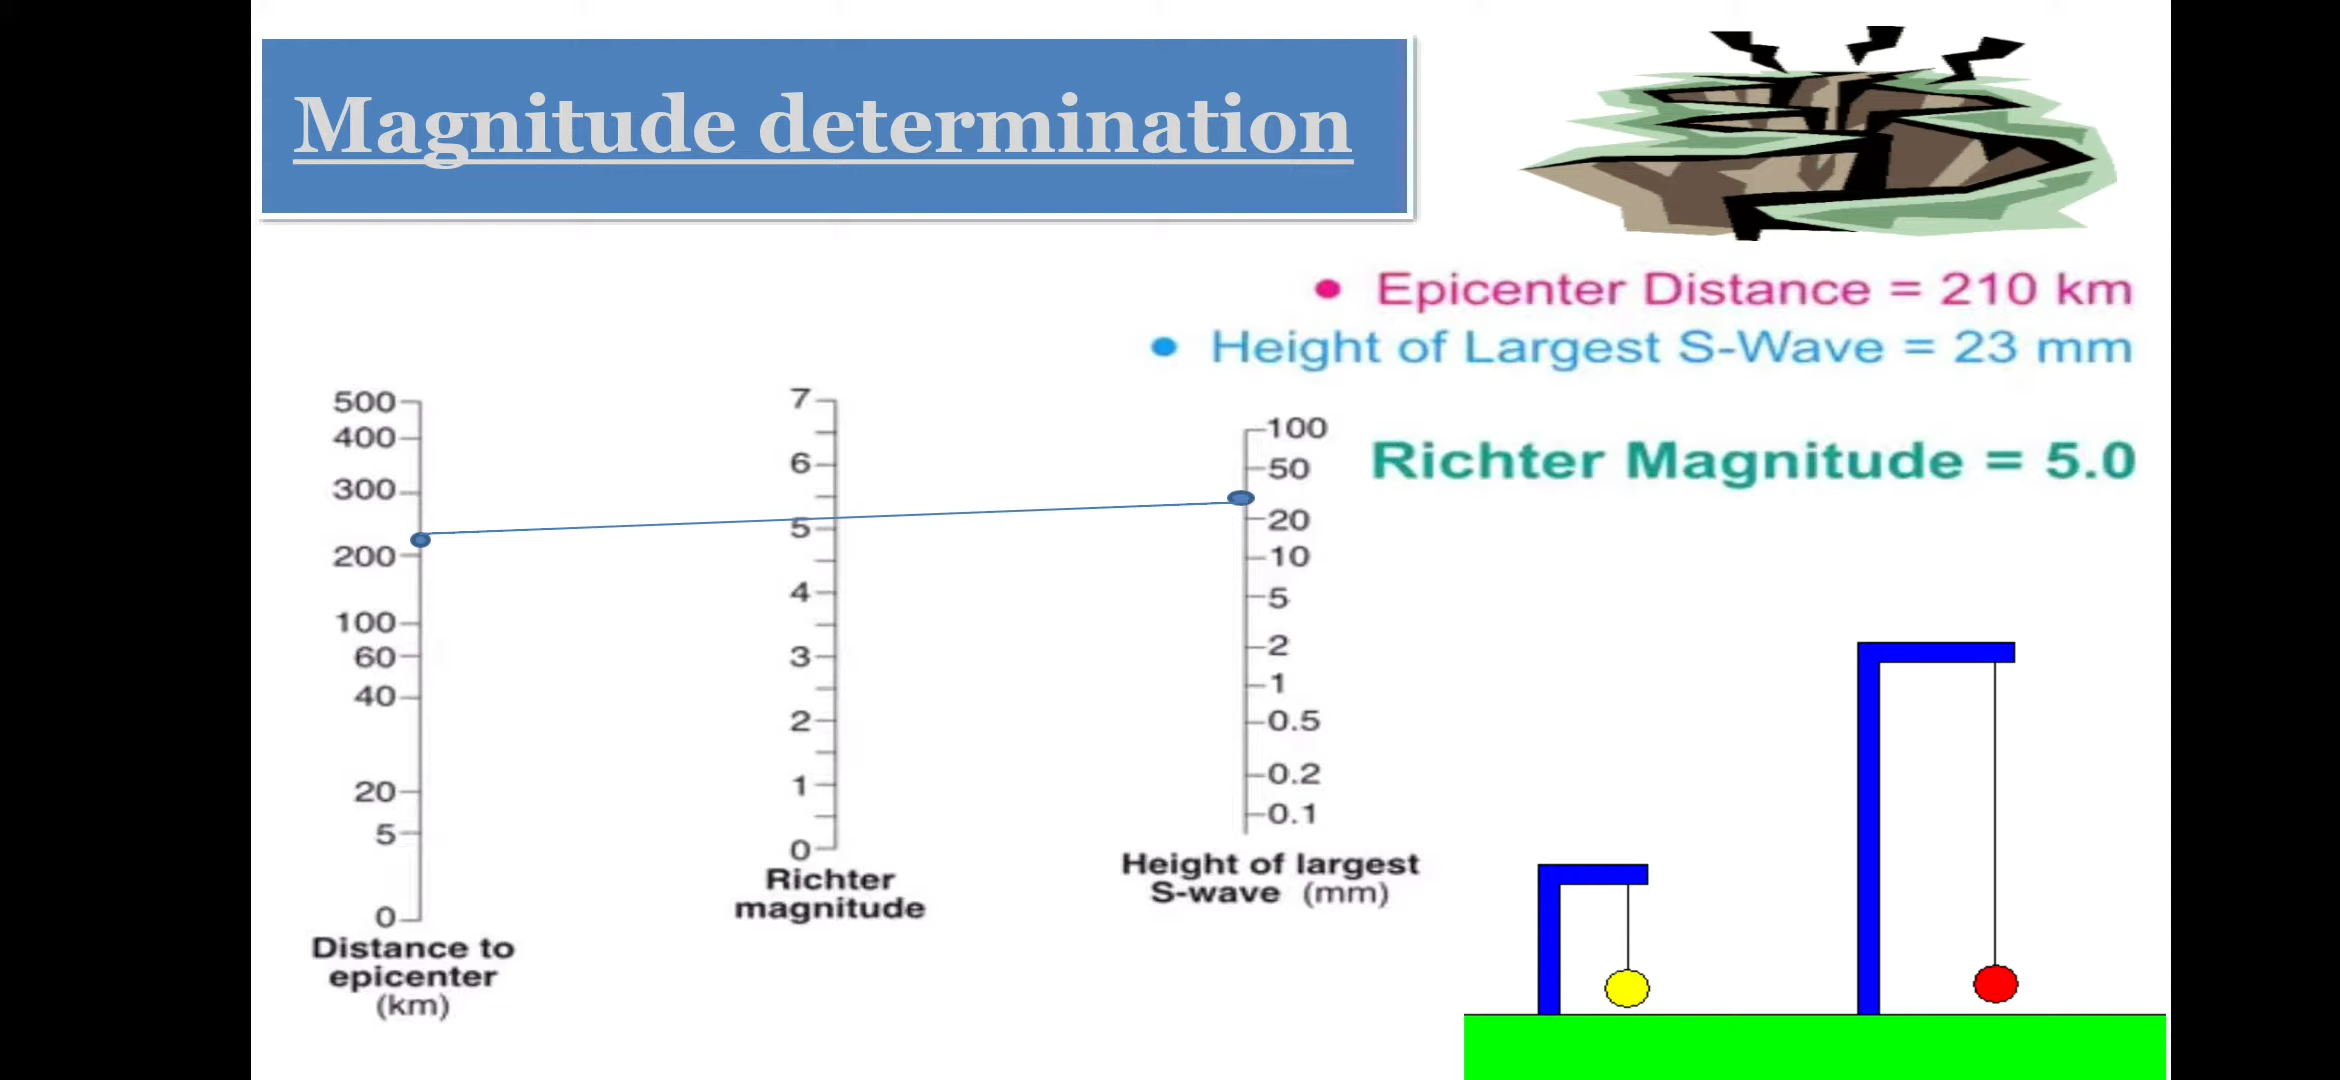 Magnitude determination
• Epicenter Distance = 210 km
• Height of Largest S-Wave = 23 mm
Richter Magnitude = 5.0
500
400
300
200
100
60
40
20
5
0
Distance to
epicenter
(km)
7
6
5
4
3
2
1
0
Richter
magnitude
100
50
20
10
5
2
1
0.5
0.2
0.1
Height of largest
S-wave (mm)